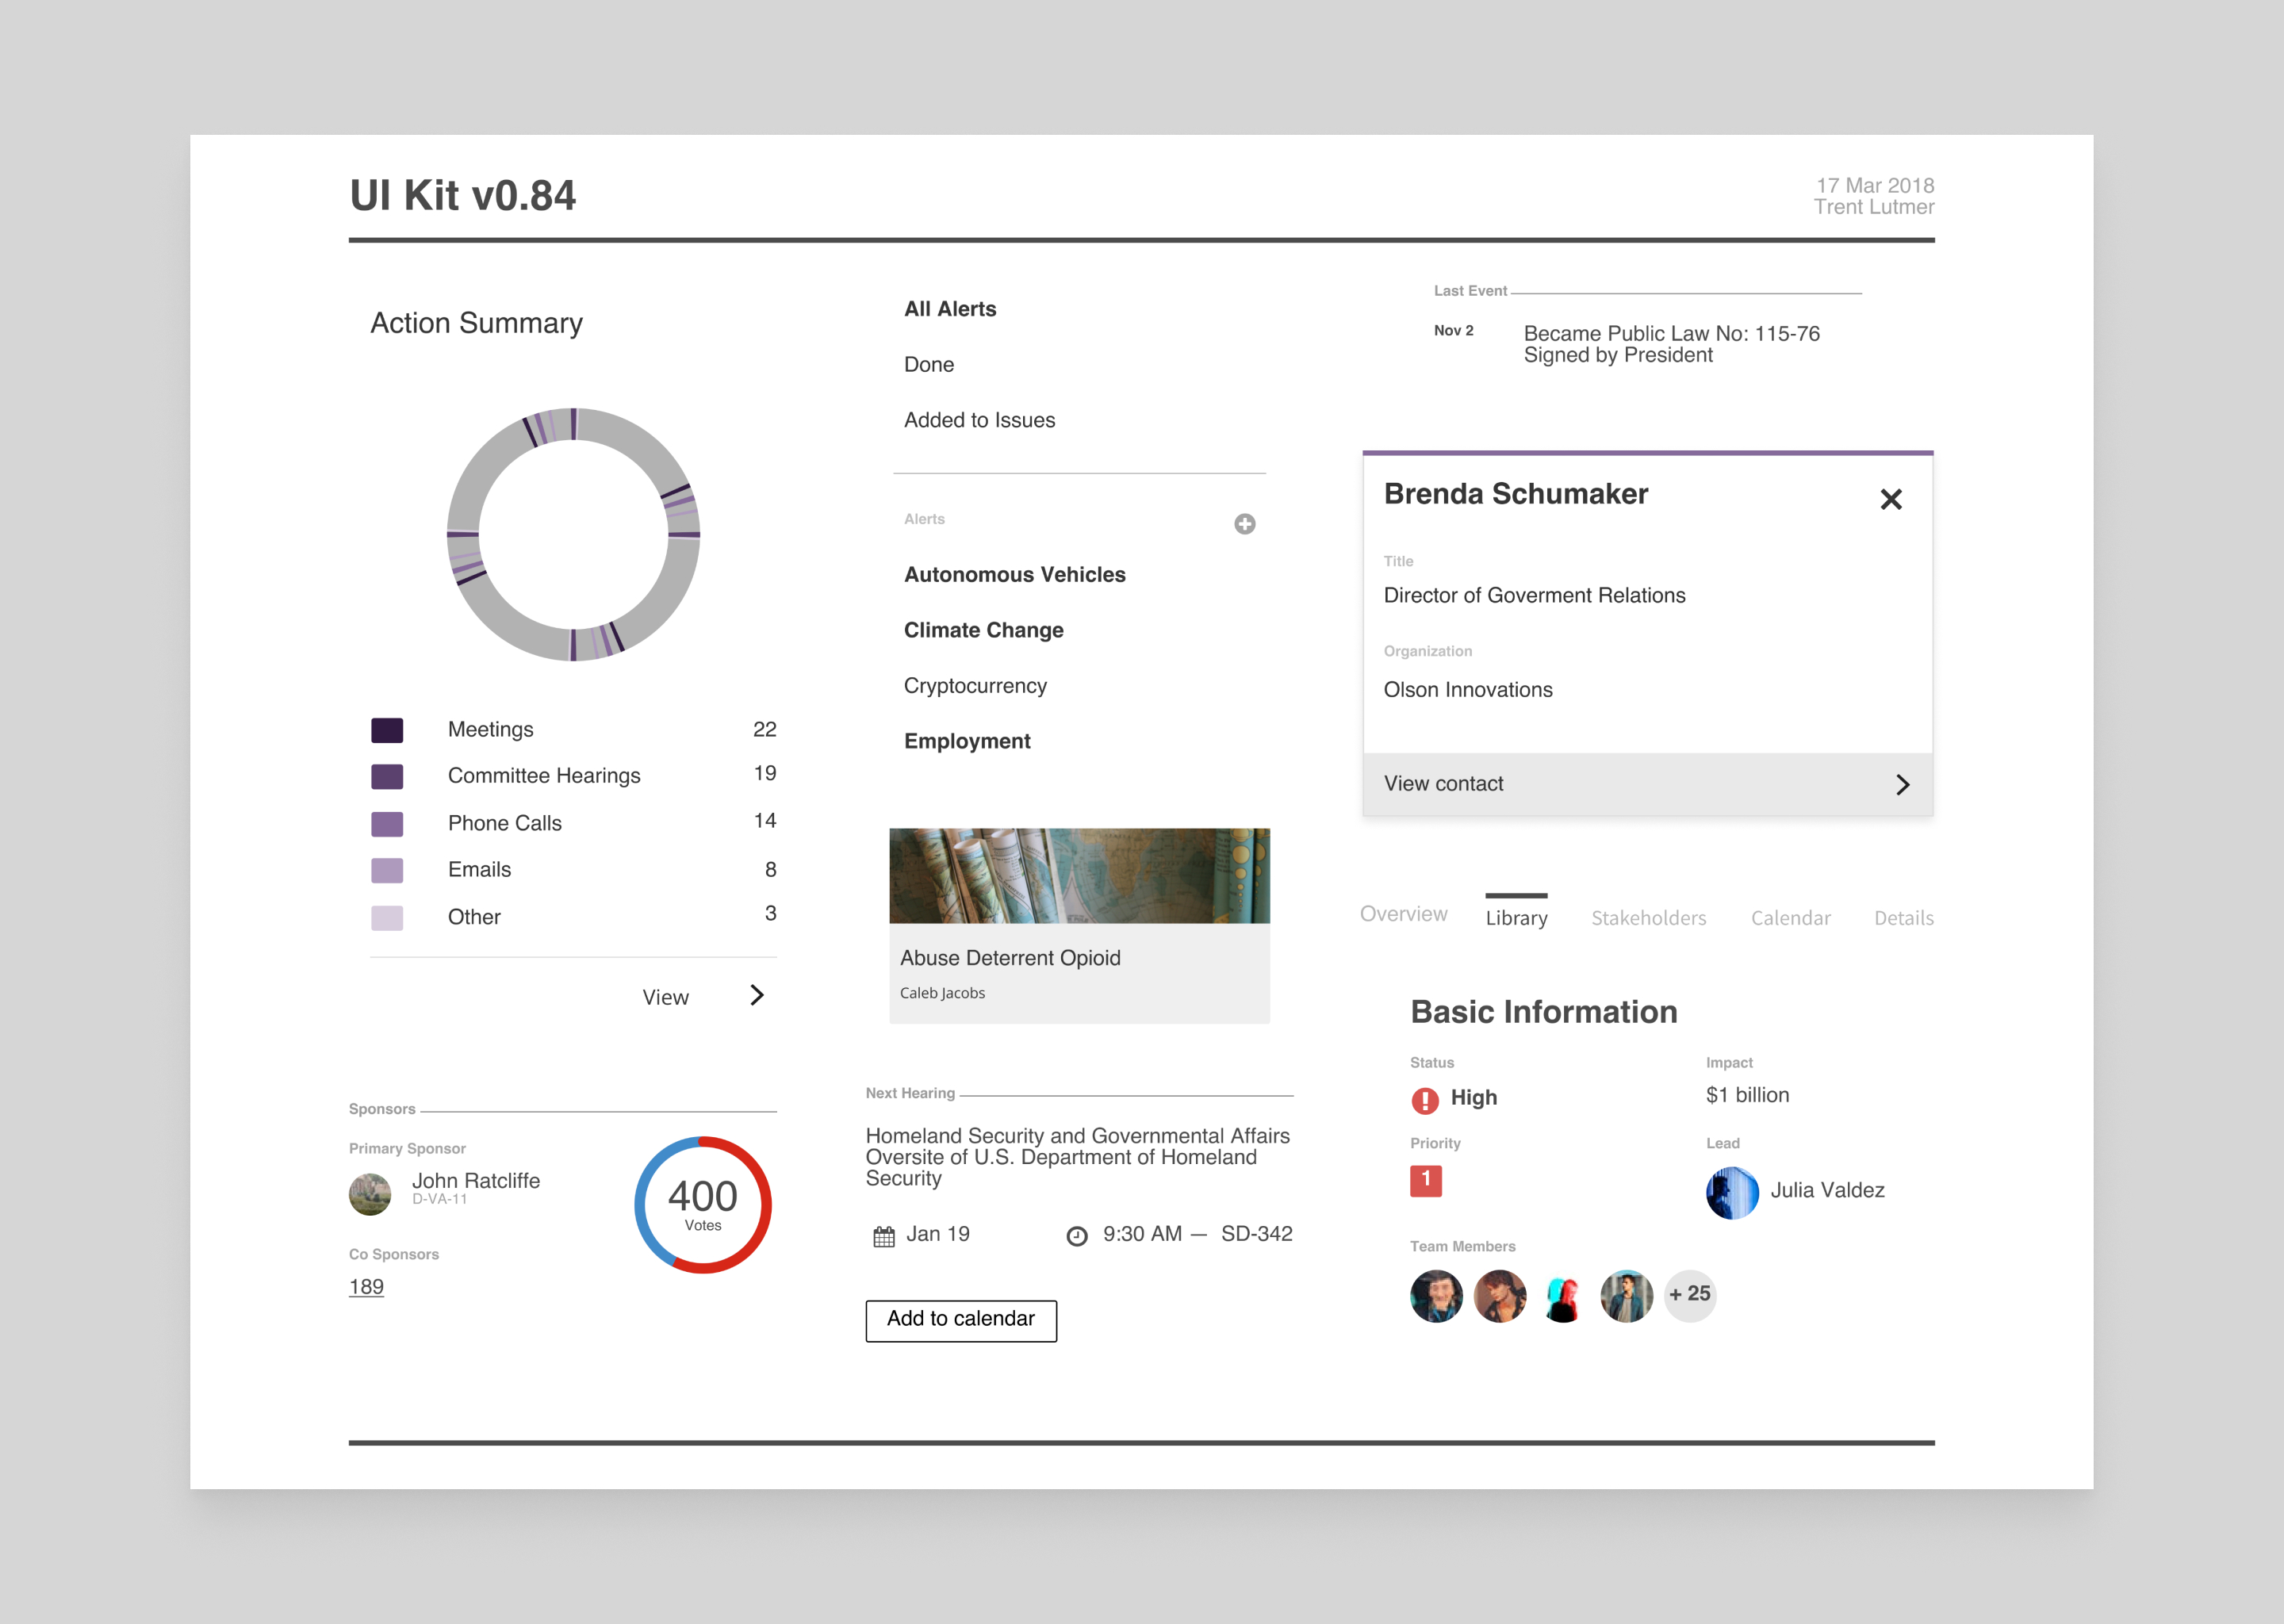 UI Kit v0.84
17 Mar 2018
Trent Lutmer
Action Summary
Meetings 22
Committee Hearings 19
Phone Calls 14
Emails 8
Other 3
View
Sponsors
Primary Sponsor
John Ratcliffe
D-VA-11
Co Sponsors
189
400
Votes
All Alerts
Done
Added to Issues
Alerts
Autonomous Vehicles
Climate Change
Cryptocurrency
Employment
Abuse Deterrent Opioid
Caleb Jacobs
Next Hearing
Homeland Security and Governmental Affairs
Oversite of U.S. Department of Homeland
Security
Jan 19
9:30 AM — SD-342
Add to calendar
Last Event
Nov 2
Became Public Law No: 115-76
Signed by President
Brenda Schumaker
Title
Director of Goverment Relations
Organization
Olson Innovations
View contact
Overview Library Stakeholders Calendar Details
Basic Information
Status
High
Impact
$1 billion
Priority
1
Lead
Julia Valdez
Team Members
+ 25